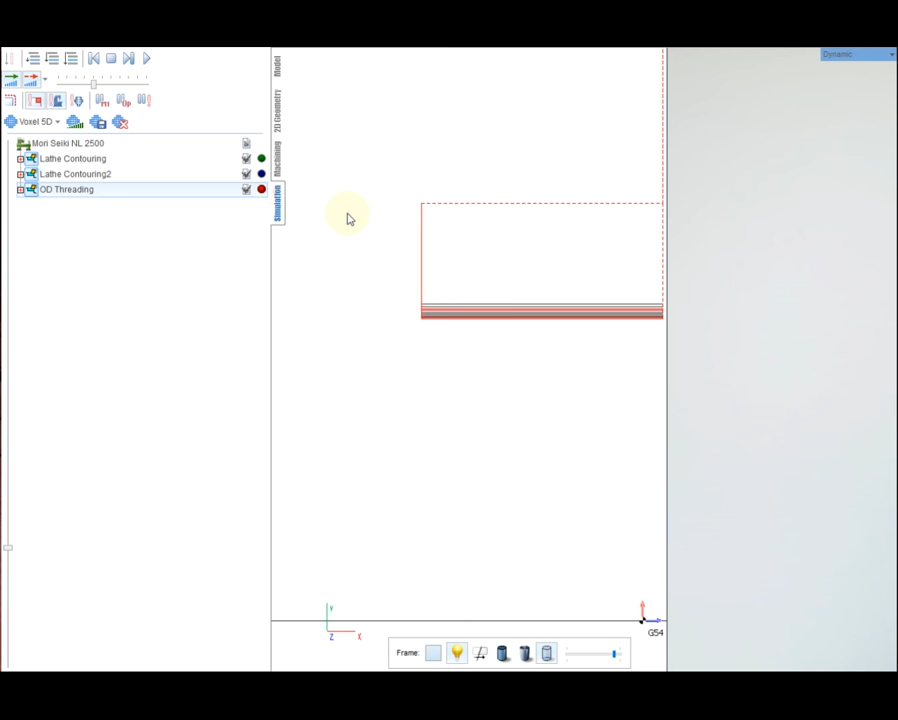 Dynamic
Model
2D Geometry
Machining
Simulation
Voxel 5D
Mori Seiki NL 2500
Lathe Contouring
Lathe Contouring2
OD Threading
Y
Z
X
G54
Frame: